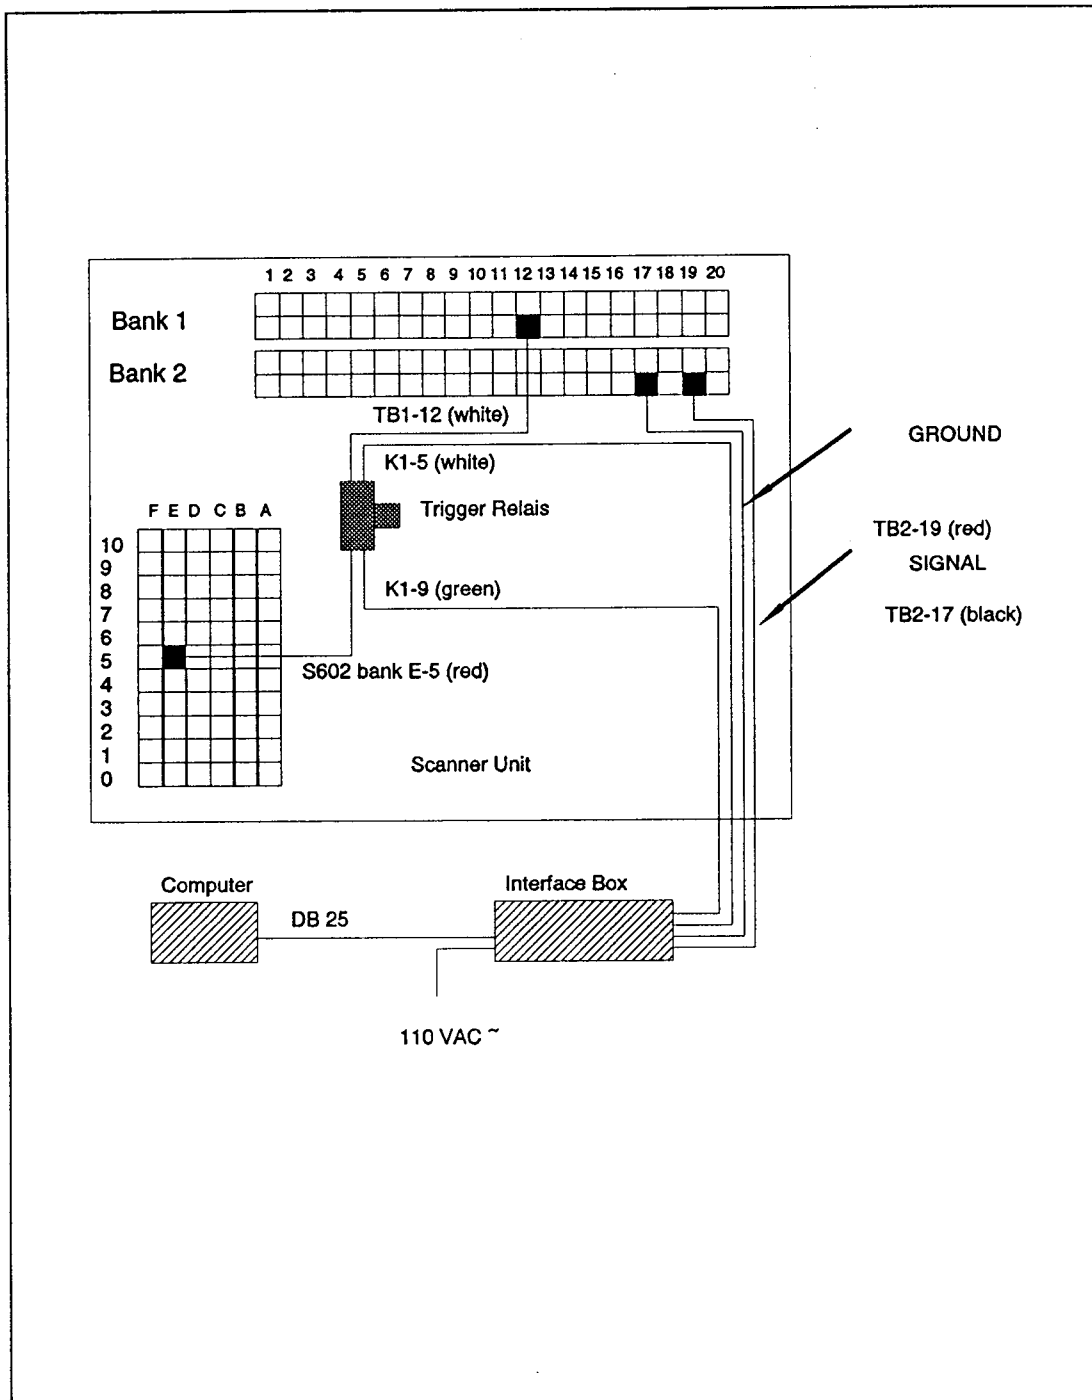 1 2 3 4 5 6 7 8 9 10 11 12 13 14 15 16 17 18 19 20
Bank 1
Bank 2
TB1-12 (white)
K1-5 (white)
GROUND
Trigger Relais
F E D C B A
TB2-19 (red)
SIGNAL
10
9
8
7
6
5
4
3
2
1
0
K1-9 (green)
TB2-17 (black)
S602 bank E-5 (red)
Scanner Unit
Computer
Interface Box
DB 25
110 VAC ~